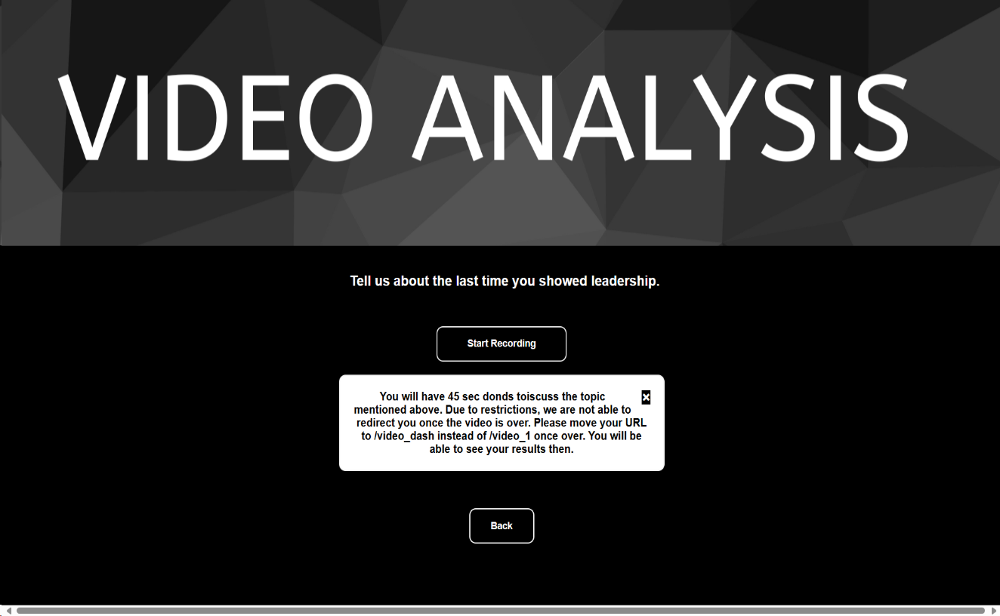 VIDEO ANALYSIS
Tell us about the last time you showed leadership.
Start Recording
You will have 45 sec donds toiscuss the topic
mentioned above. Due to restrictions, we are not able to
redirect you once the video is over. Please move your URL
to /video_dash instead of /video_1 once over. You will be
able to see your results then.
Back